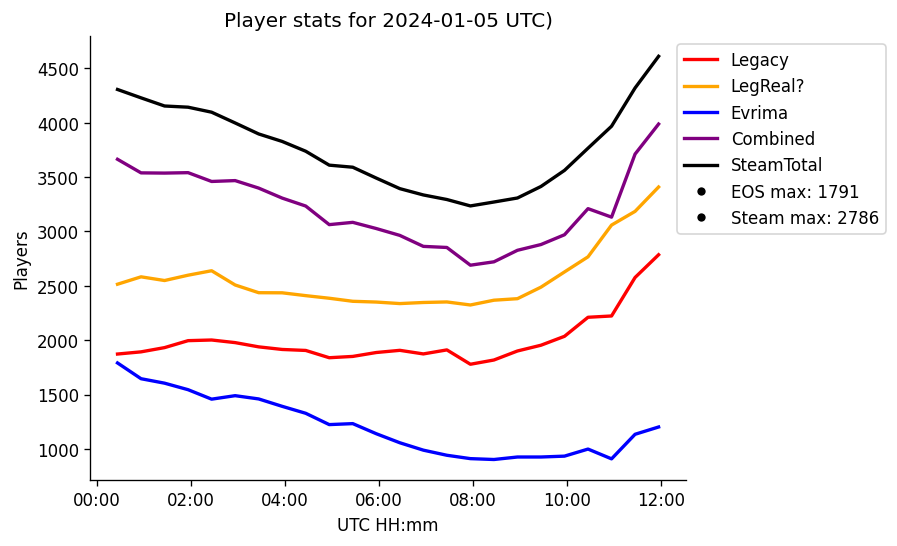 Player stats for 2024-01-05 UTC)
4500
4000
3500
3000
2500
2000
1500
1000
Players
00:00 02:00 04:00 06:00 08:00 10:00 12:00
UTC HH:mm
Legacy
LegReal?
Evrima
Combined
SteamTotal
EOS max: 1791
Steam max: 2786